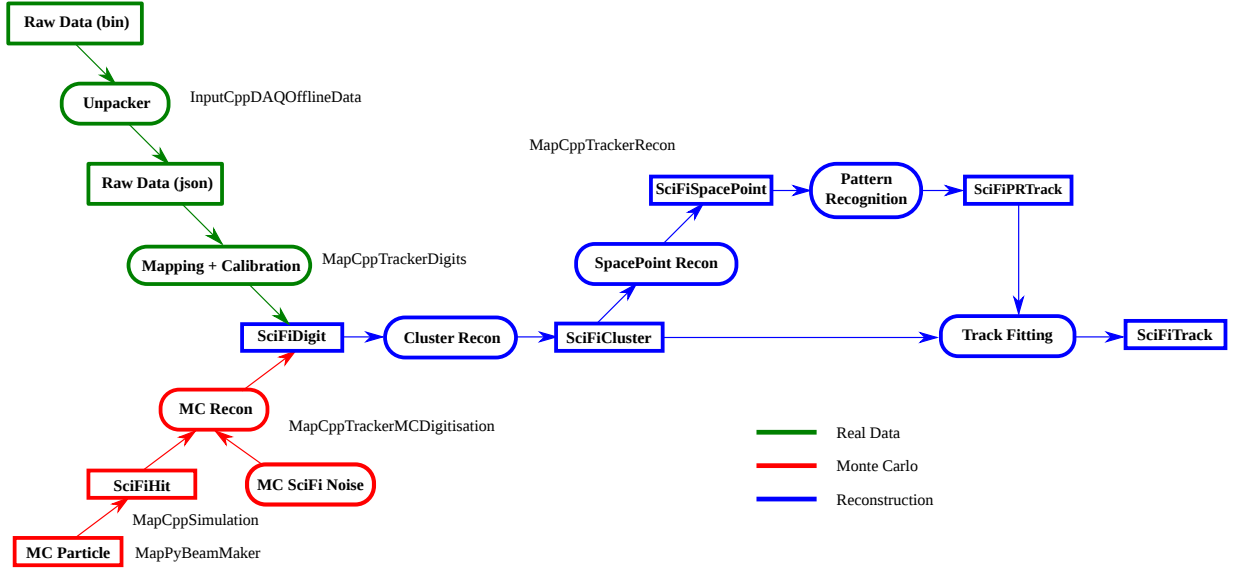 Raw Data (bin)
Unpacker
InputCppDAQOfflineData
MapCppTrackerRecon
Raw Data (json)
SciFiSpacePoint
Pattern
Recognition
SciFiPRTrack
Mapping + Calibration
MapCppTrackerDigits
SpacePoint Recon
SciFiDigit
Cluster Recon
SciFiCluster
Track Fitting
SciFiTrack
MC Recon
MapCppTrackerMCDigitisation
Real Data
Monte Carlo
Reconstruction
SciFiHit
MC SciFi Noise
MapCppSimulation
MC Particle
MapPyBeamMaker